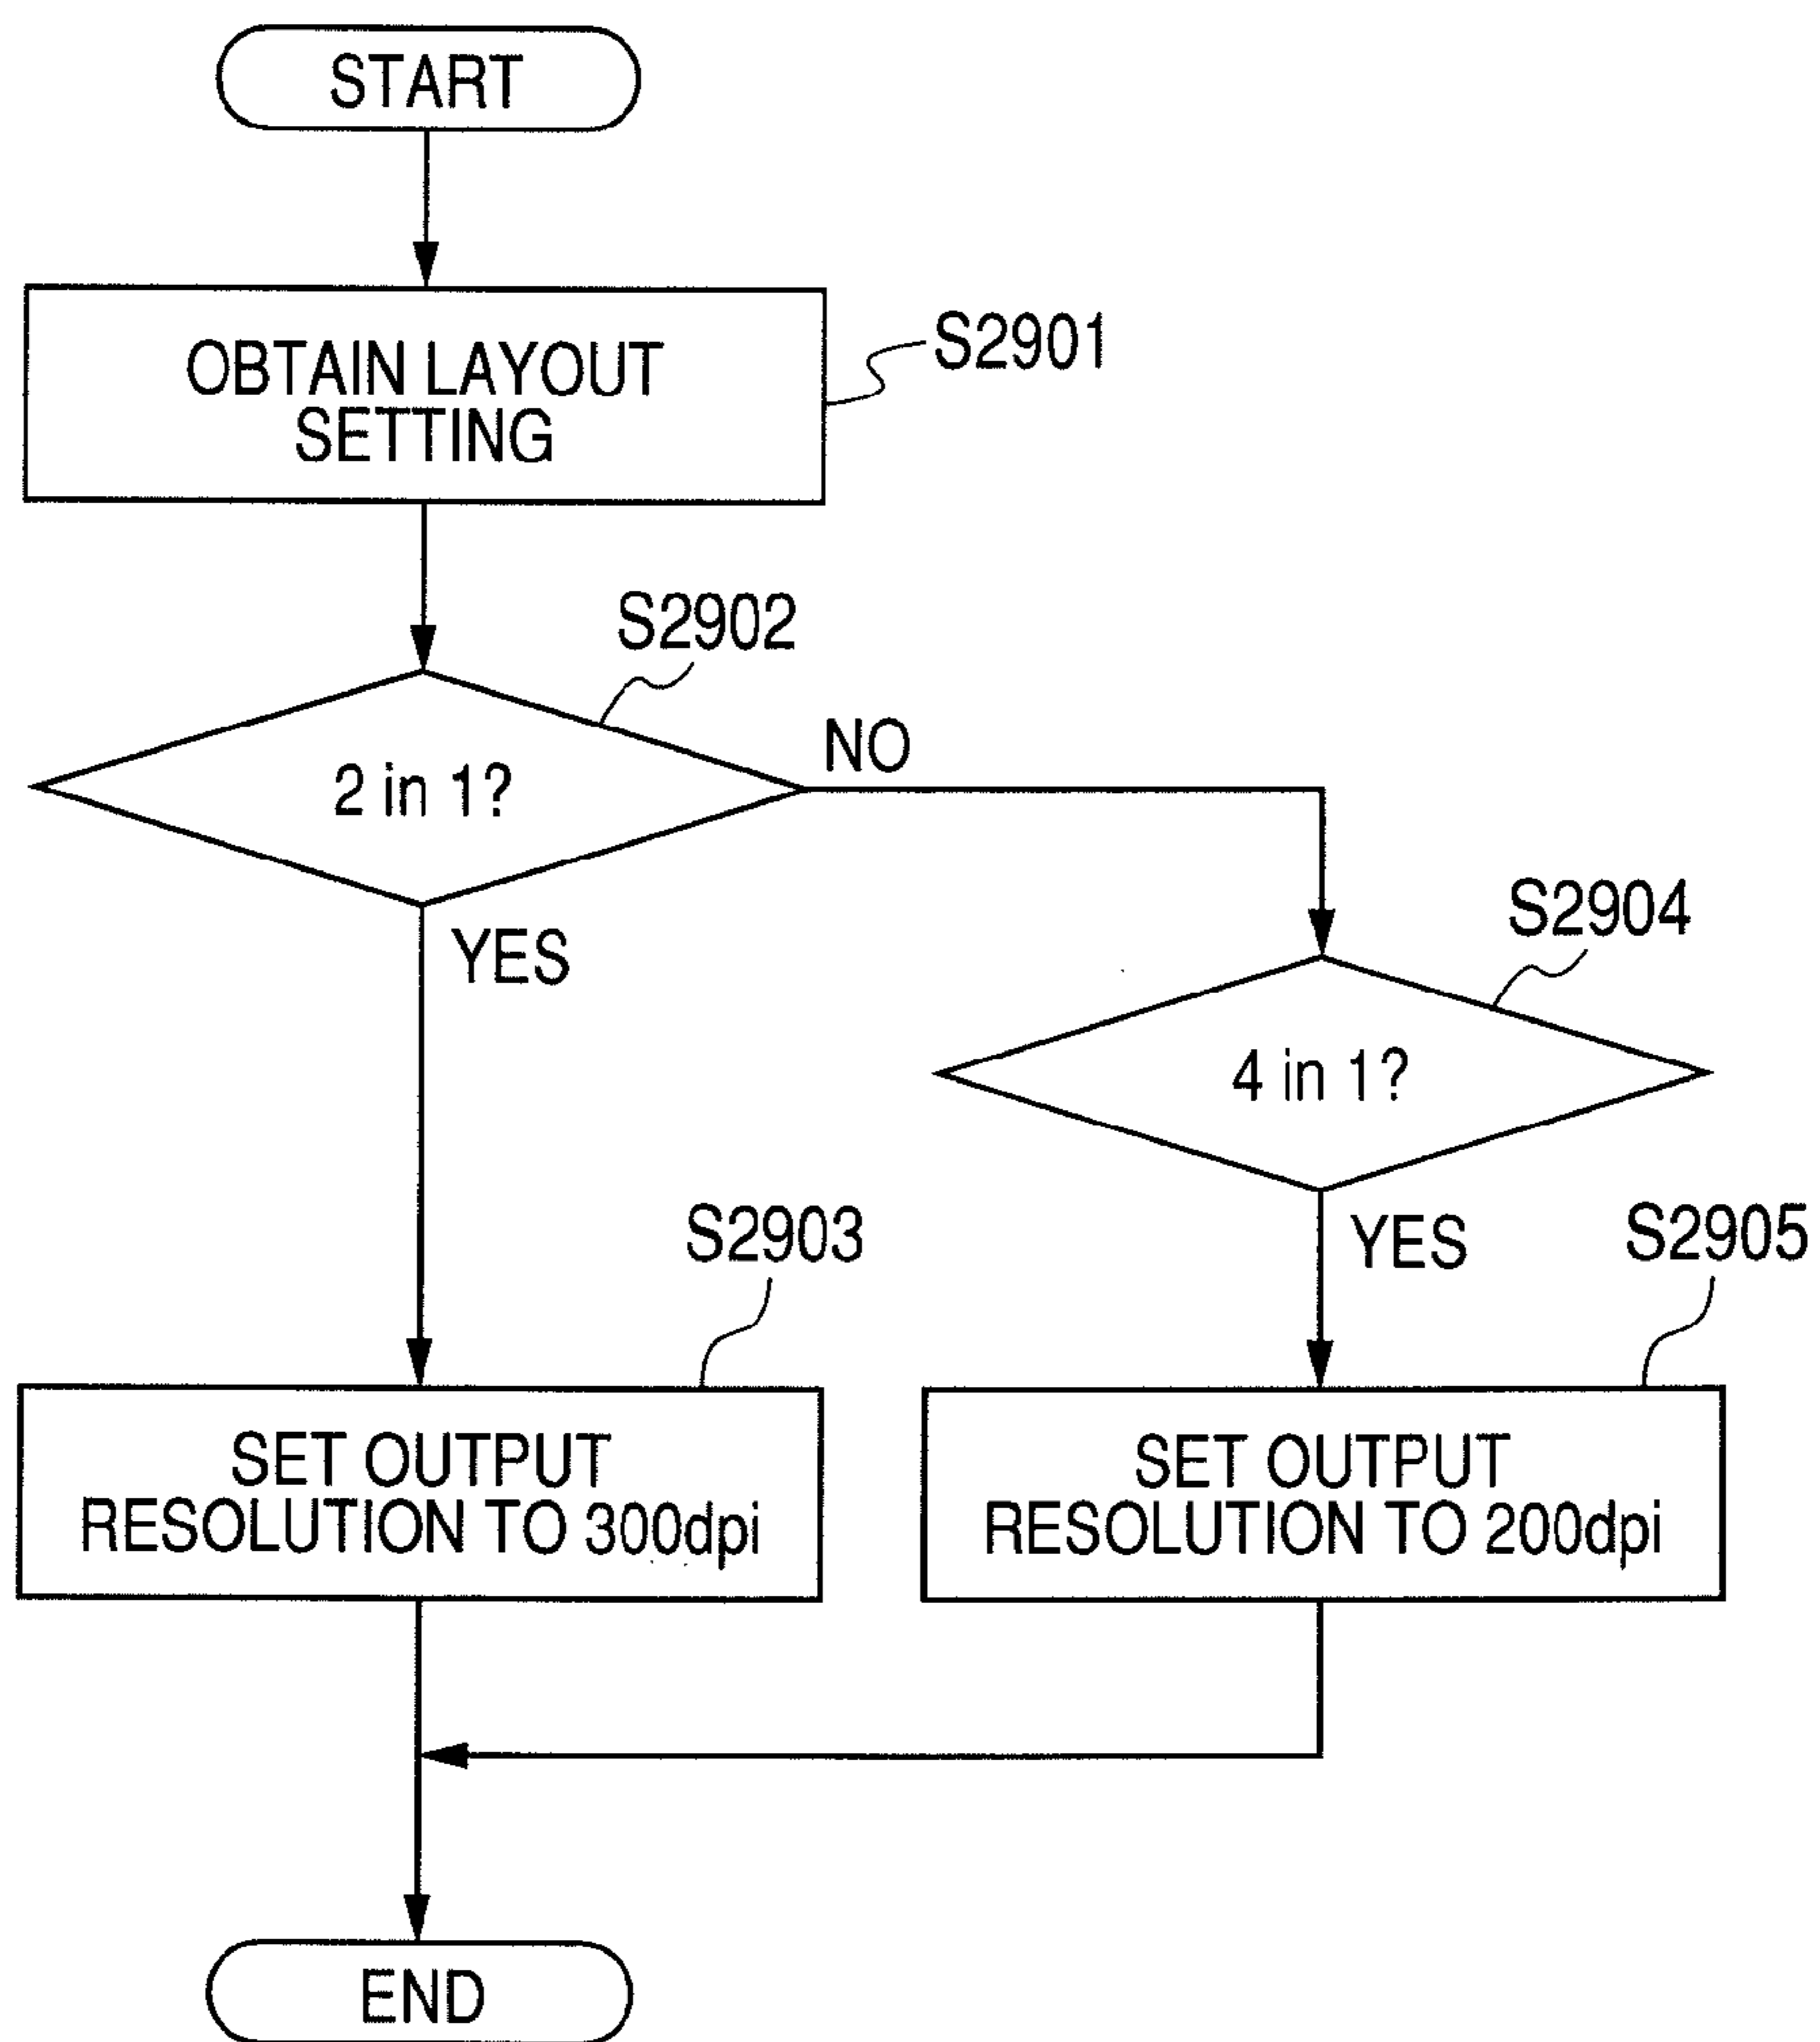 START
OBTAIN LAYOUT
SETTING
S2901
S2902
2 in 1?
NO
YES
S2904
4 in 1?
YES
S2903
SET OUTPUT
RESOLUTION TO 300dpi
S2905
SET OUTPUT
RESOLUTION TO 200dpi
END